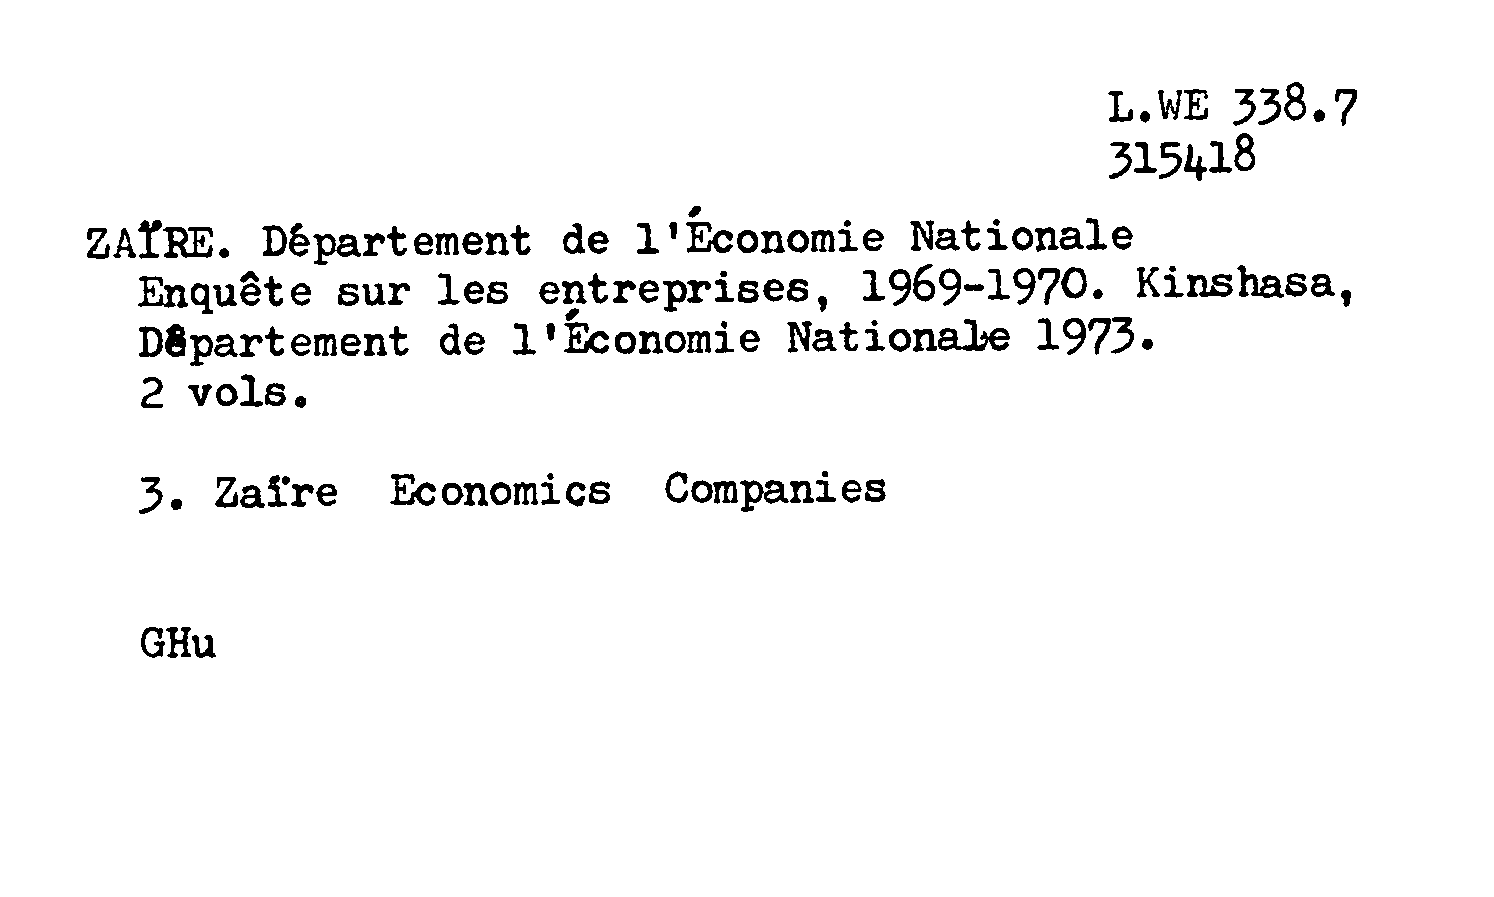 L.WE 338.7
315418
ZAÏRE. Département de l'Économie Nationale
Enquête sur les entreprises, 1969-1970. Kinshasa,
Département de l'Économie Nationale 1973.
2 vols.
3. Zaïre Economics Companies
GHu